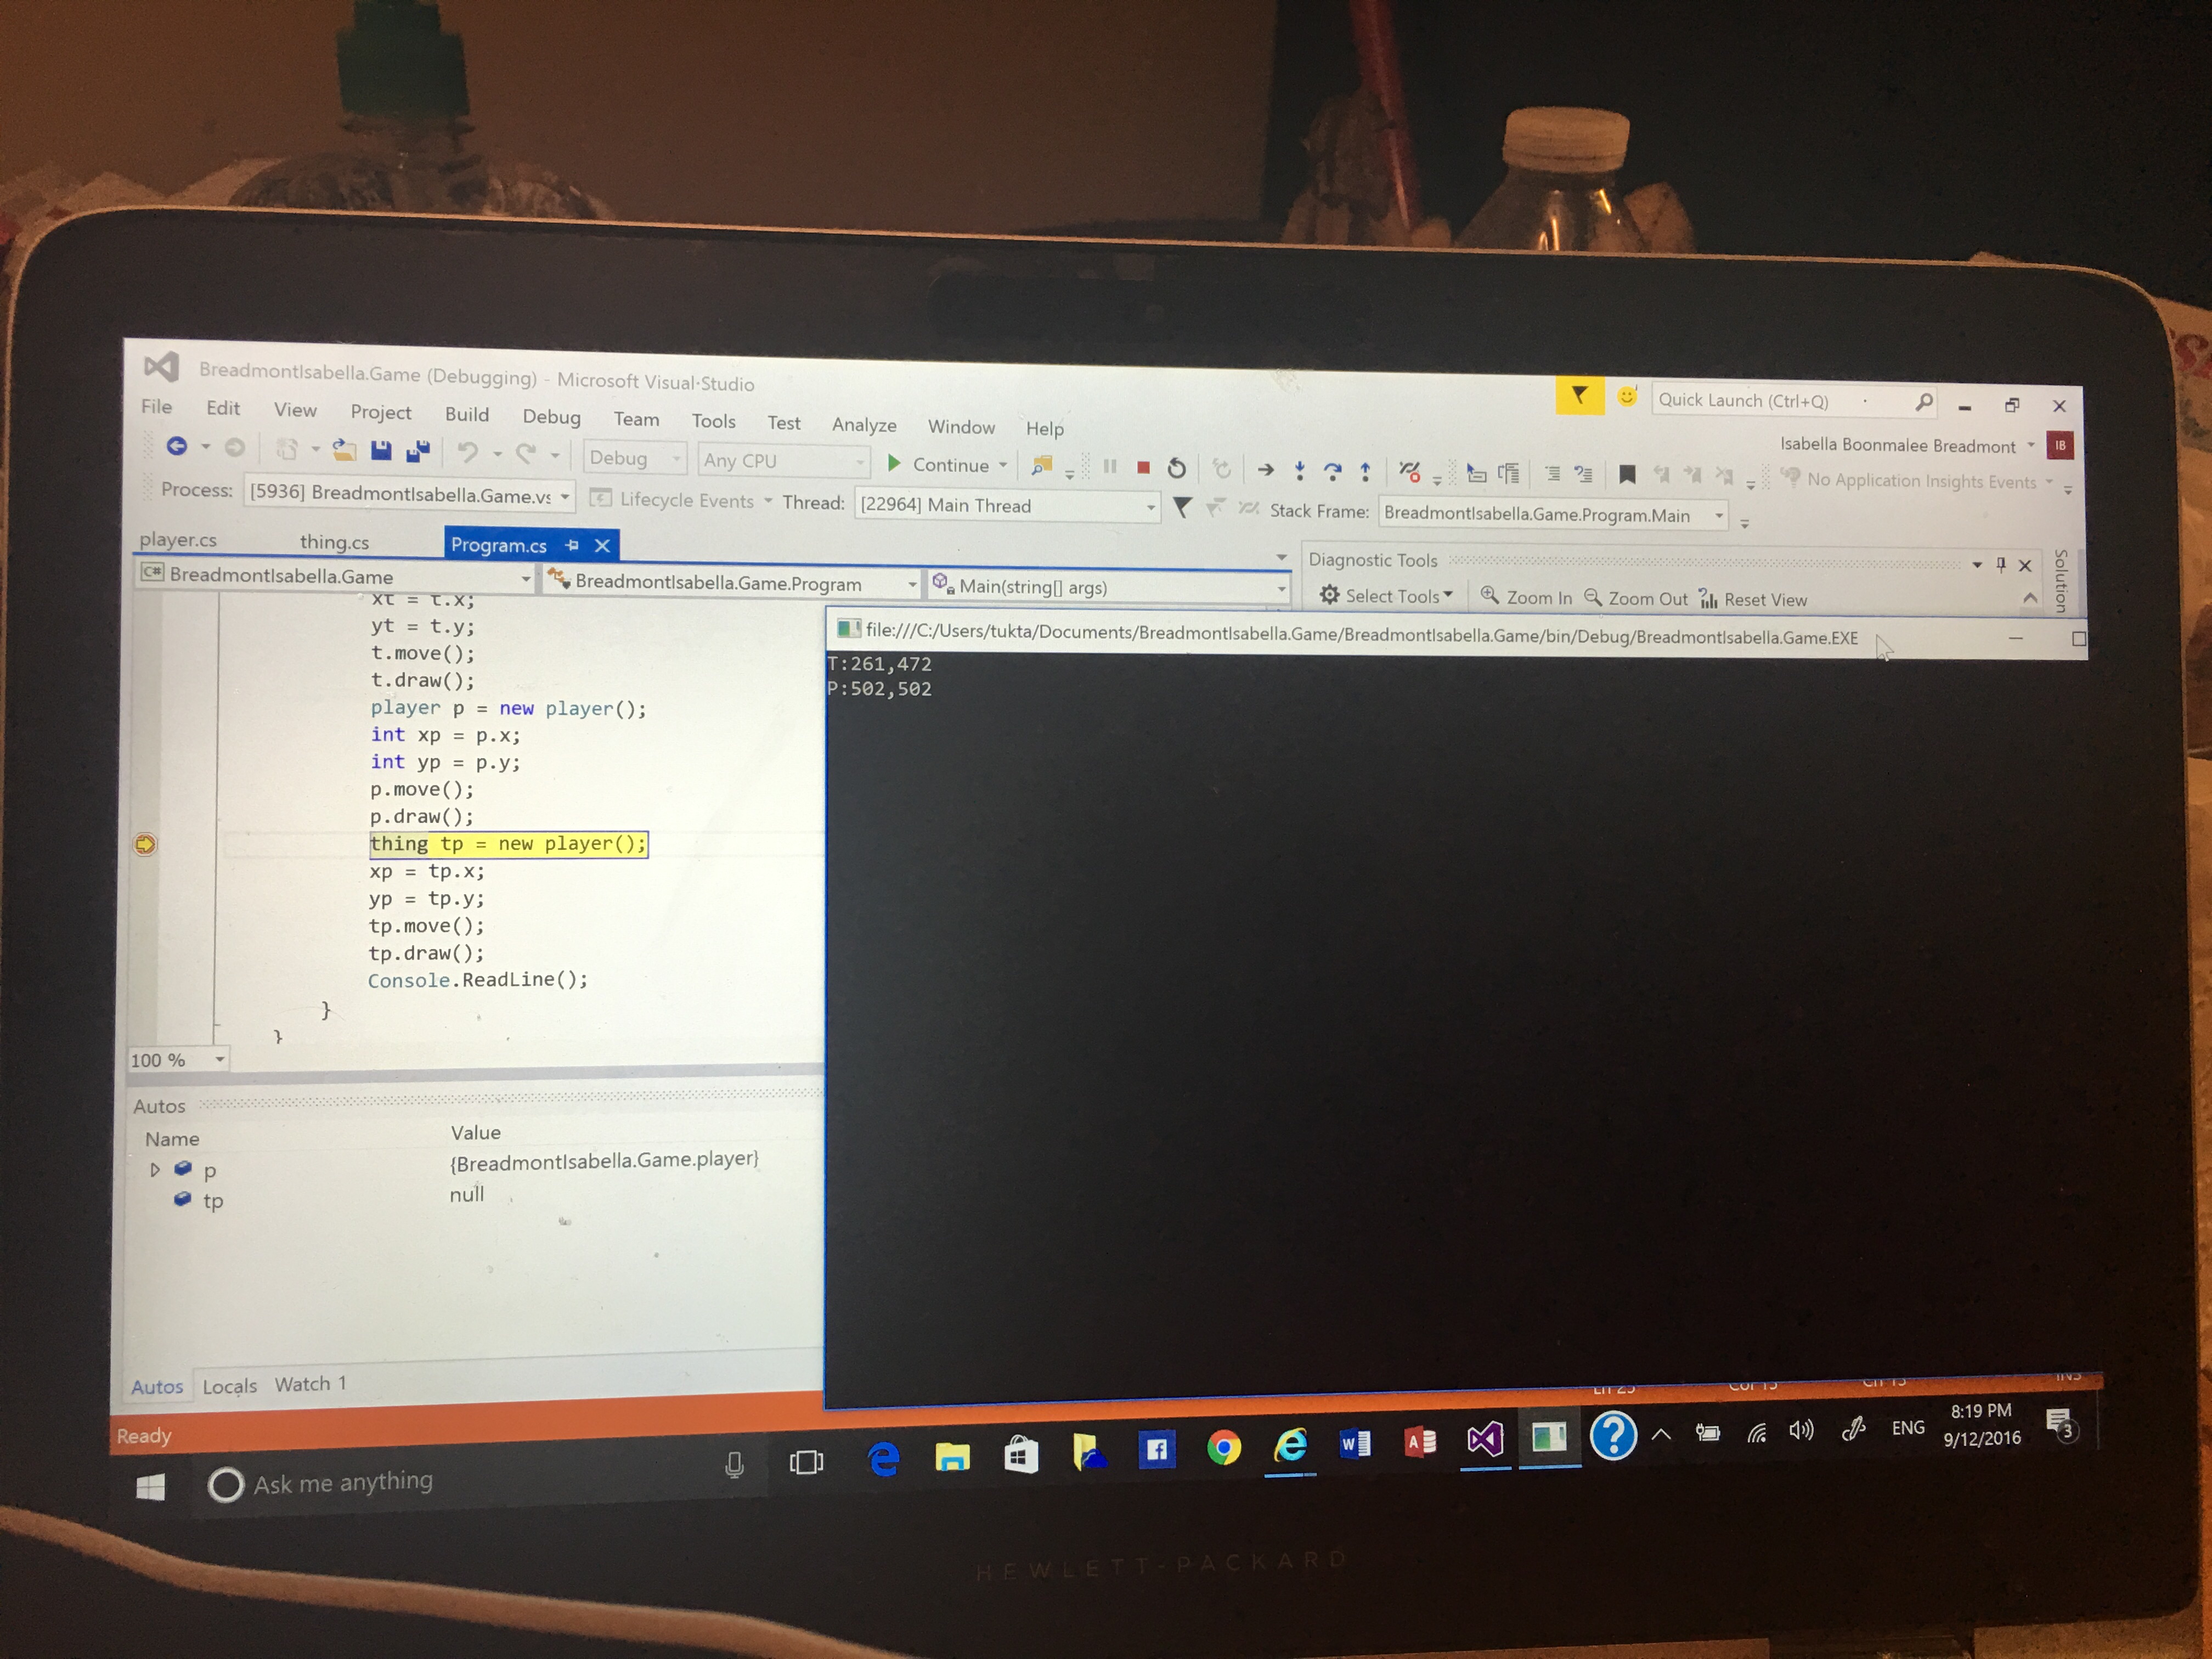 BreadmontIsabella.Game (Debugging) - Microsoft Visual Studio
Quick Launch (Ctrl+Q)
File Edit View Project Build Debug Team Tools Test Analyze Window Help
Isabella Boonmalee Breadmont IB
Debug Any CPU Continue
No Application Insights Events
Process: [5936] BreadmontIsabella.Game.vs Lifecycle Events Thread: [22964] Main Thread Stack Frame: BreadmontIsabella.Game.Program.Main
player.cs thing.cs Program.cs
Diagnostic Tools
Solution
C# BreadmontIsabella.Game BreadmontIsabella.Game.Program Main(string[] args)
Select Tools Zoom In Zoom Out Reset View
xt = t.x;
yt = t.y;
t.move();
t.draw();
player p = new player();
int xp = p.x;
int yp = p.y;
p.move();
p.draw();
thing tp = new player();
xp = tp.x;
yp = tp.y;
tp.move();
tp.draw();
Console.ReadLine();
}
}
file:///C:/Users/tukta/Documents/BreadmontIsabella.Game/BreadmontIsabella.Game/bin/Debug/BreadmontIsabella.Game.EXE
T:261,472
P:502,502
100 %
Autos
Name Value
p {BreadmontIsabella.Game.player}
tp null
Autos Locals Watch 1
Ready
Ask me anything
ENG
8:19 PM
9/12/2016
3
HEWLETT-PACKARD